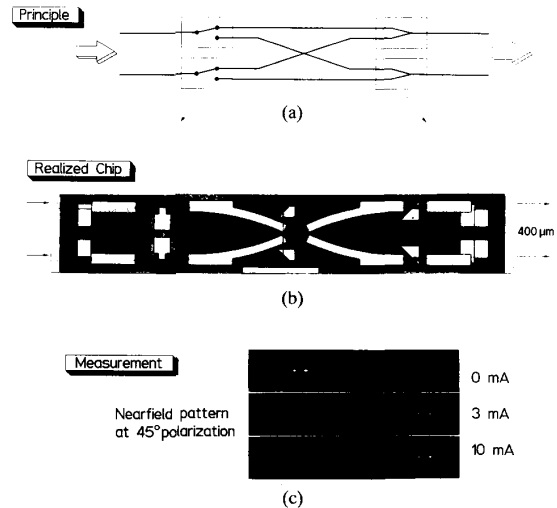 Principle
(a)
Realized Chip
400 µm
(b)
Measurement
Nearfield pattern
at 45° polarization
0 mA
3 mA
10 mA
(c)